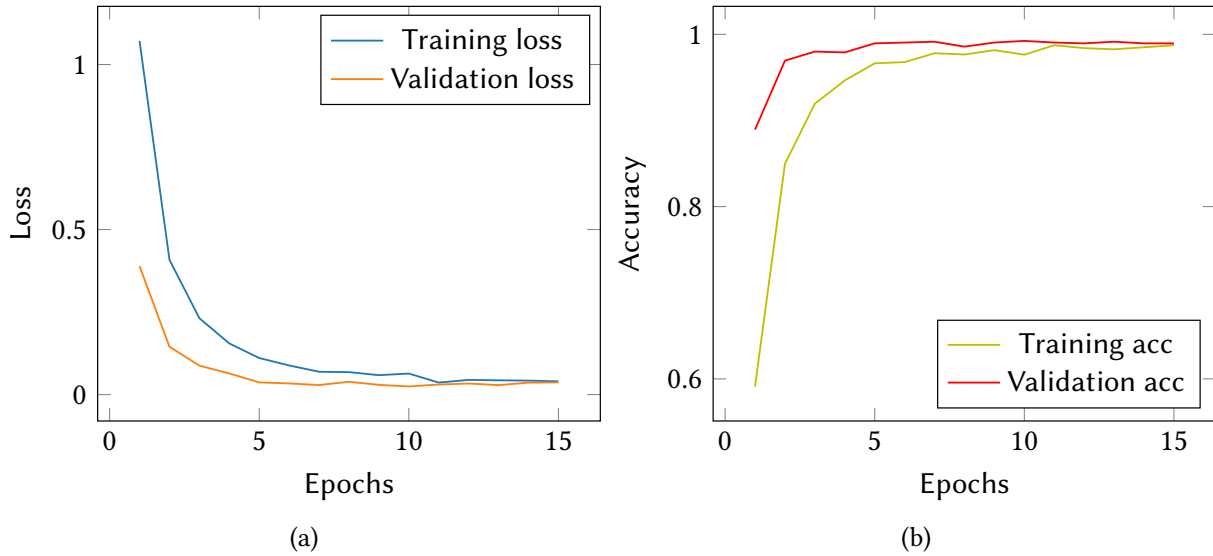 Training loss
Validation loss
1
0.5
0
Loss
0
5
10
15
Epochs
(a)
1
0.8
0.6
Accuracy
Training acc
Validation acc
0
5
10
15
Epochs
(b)